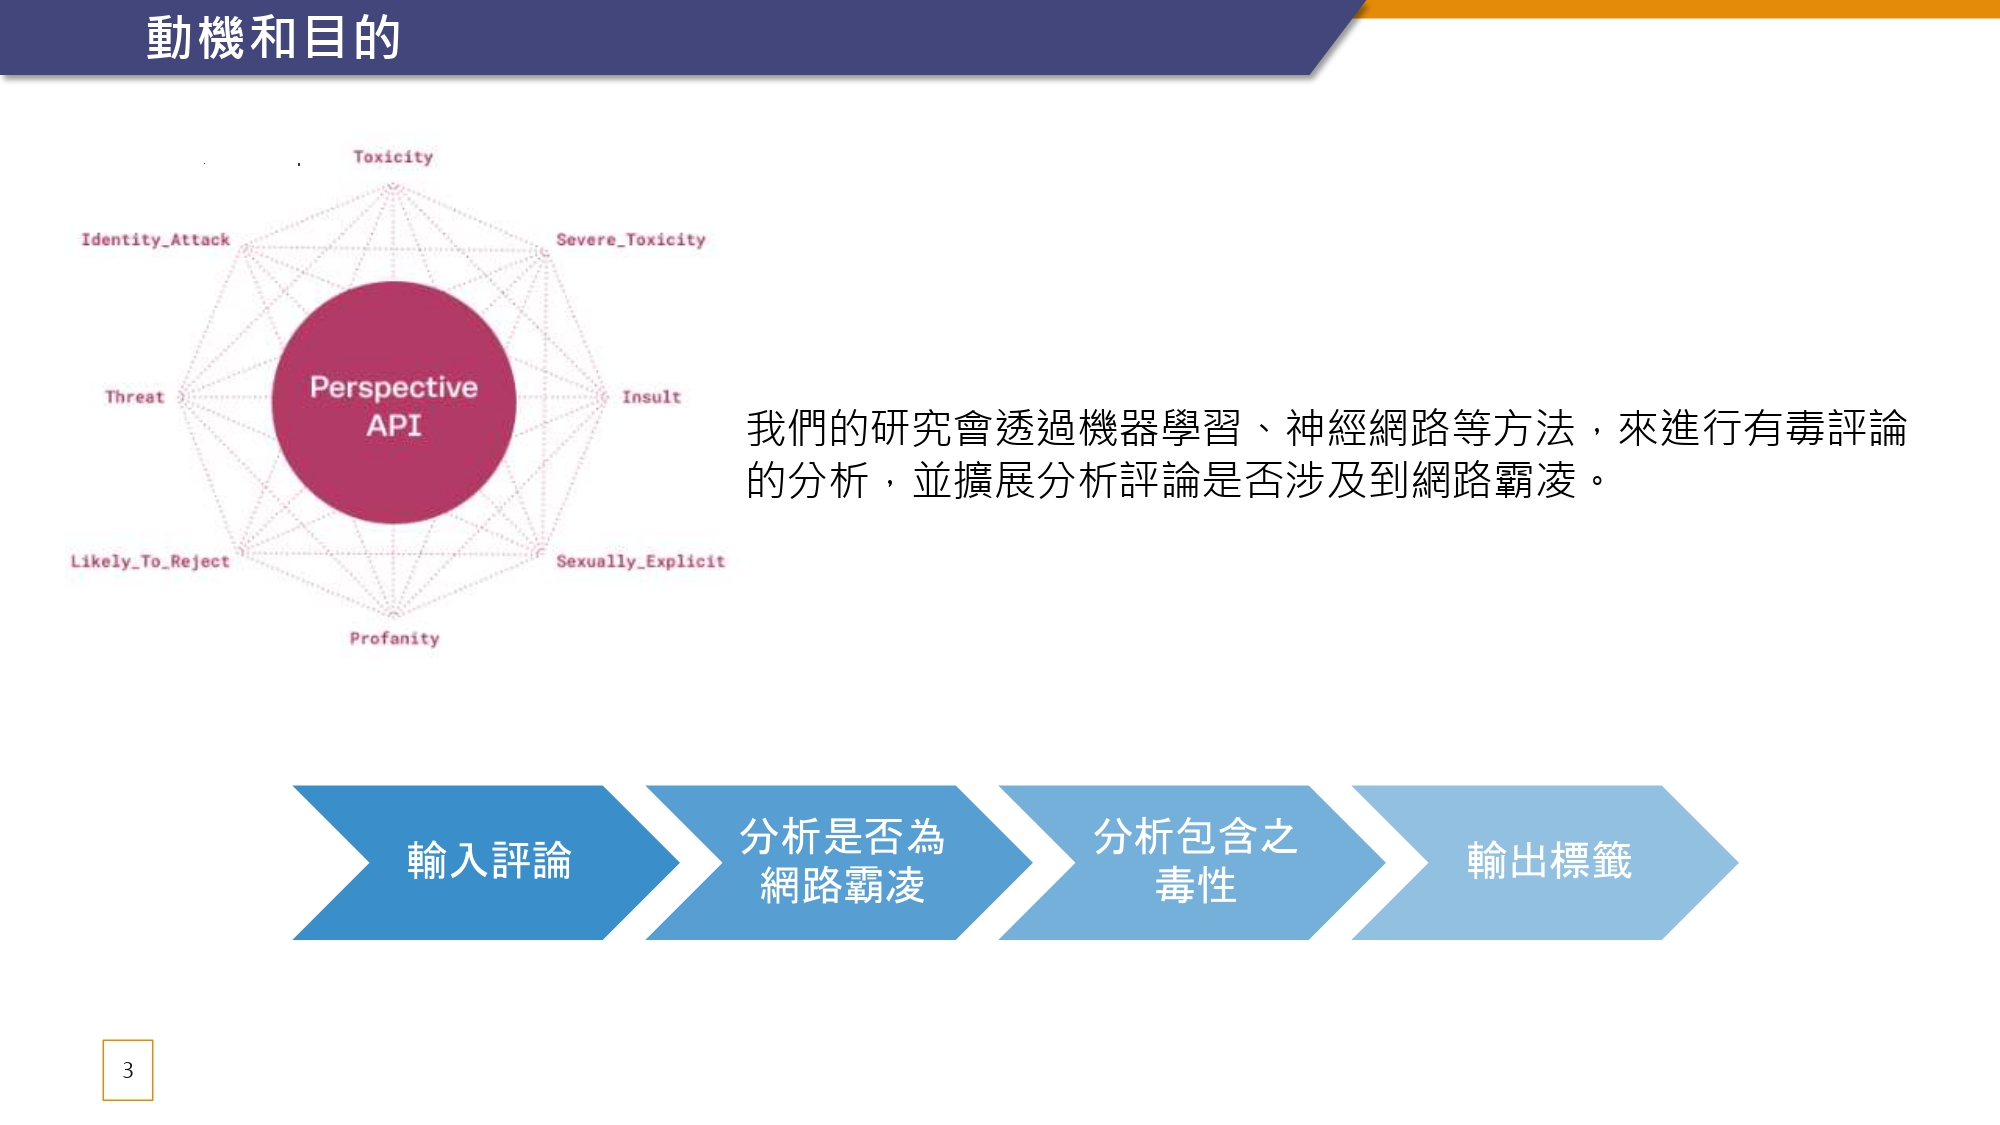 動機和目的
Toxicity
Identity_Attack
Severe_Toxicity
Perspective
API
Threat
Insult
Likely_To_Reject
Sexually_Explicit
Profanity
我們的研究會透過機器學習、神經網路等方法，來進行有毒評論
的分析，並擴展分析評論是否涉及到網路霸凌。
輸入評論
分析是否為
網路霸凌
分析包含之
毒性
輸出標籤
3